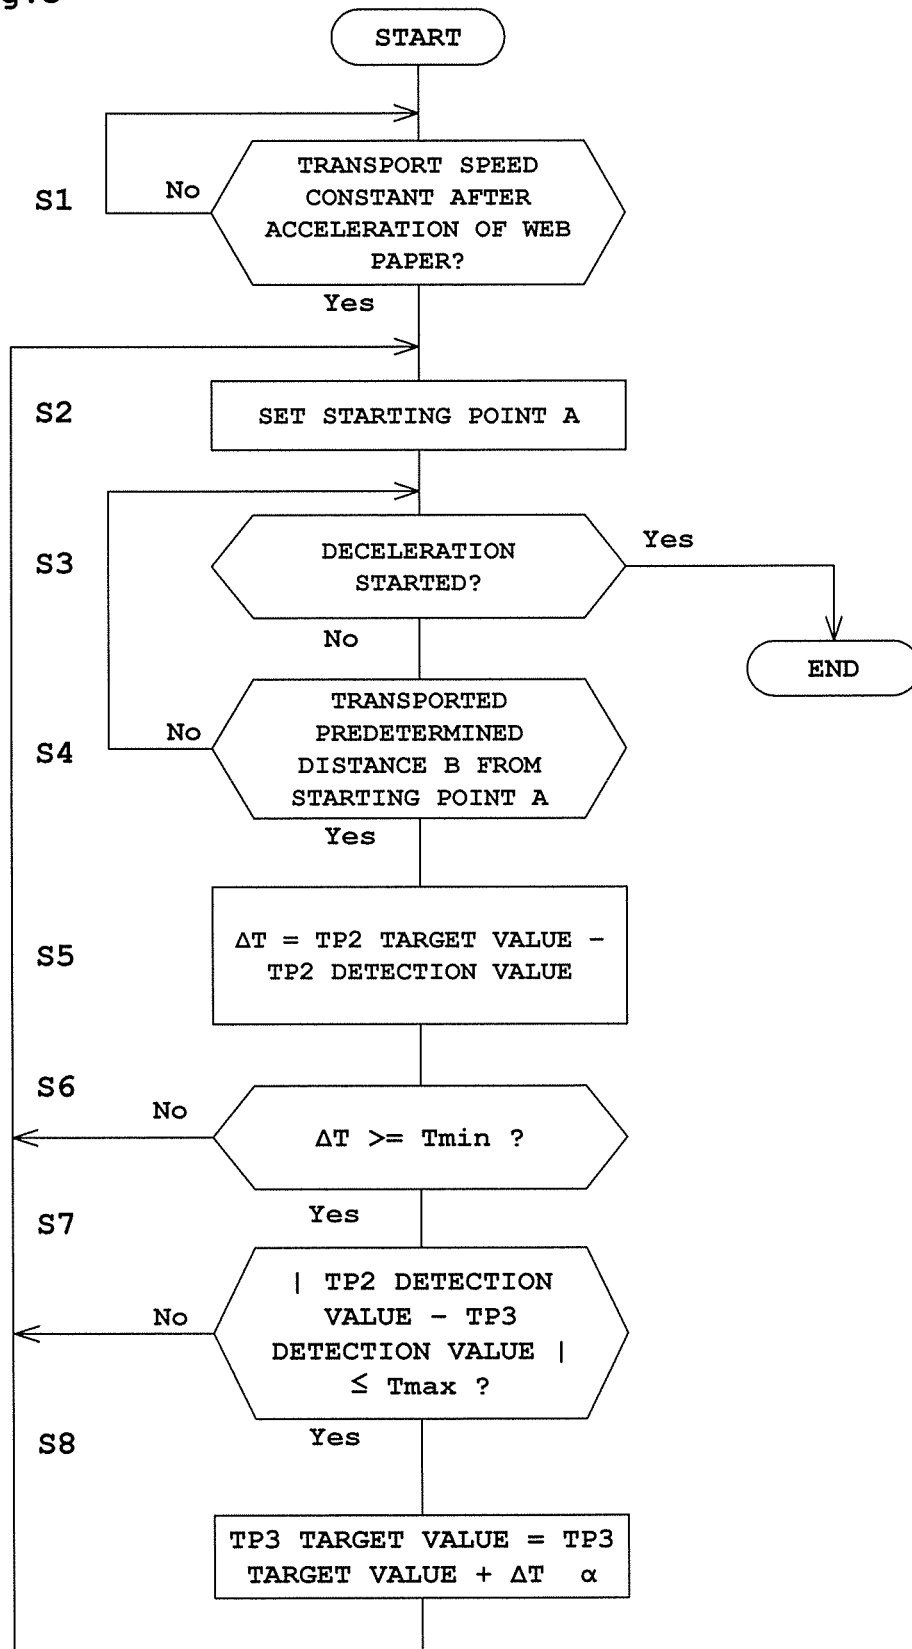 START
TRANSPORT SPEED
CONSTANT AFTER
ACCELERATION OF WEB
PAPER?
No
S1
Yes
S2
SET STARTING POINT A
S3
DECELERATION
STARTED?
Yes
No
END
S4
No
TRANSPORTED
PREDETERMINED
DISTANCE B FROM
STARTING POINT A
Yes
S5
ΔT = TP2 TARGET VALUE −
TP2 DETECTION VALUE
S6
No
ΔT >= Tmin ?
Yes
S7
No
| TP2 DETECTION
VALUE − TP3
DETECTION VALUE |
≤ Tmax ?
Yes
S8
TP3 TARGET VALUE = TP3
TARGET VALUE + ΔT α